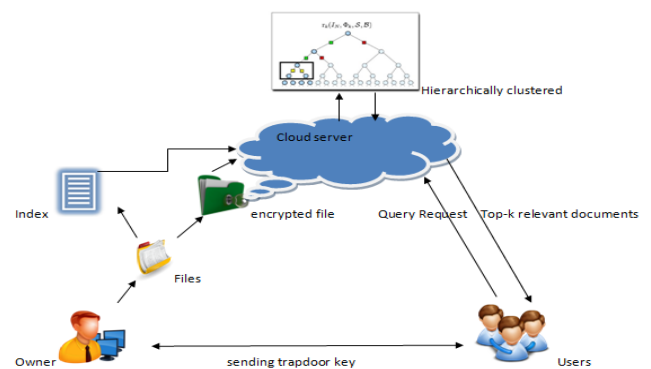 Hierarchically clustered
Cloud server
Index
encrypted file
Query Request
Top-k relevant documents
Files
Owner
sending trapdoor key
Users